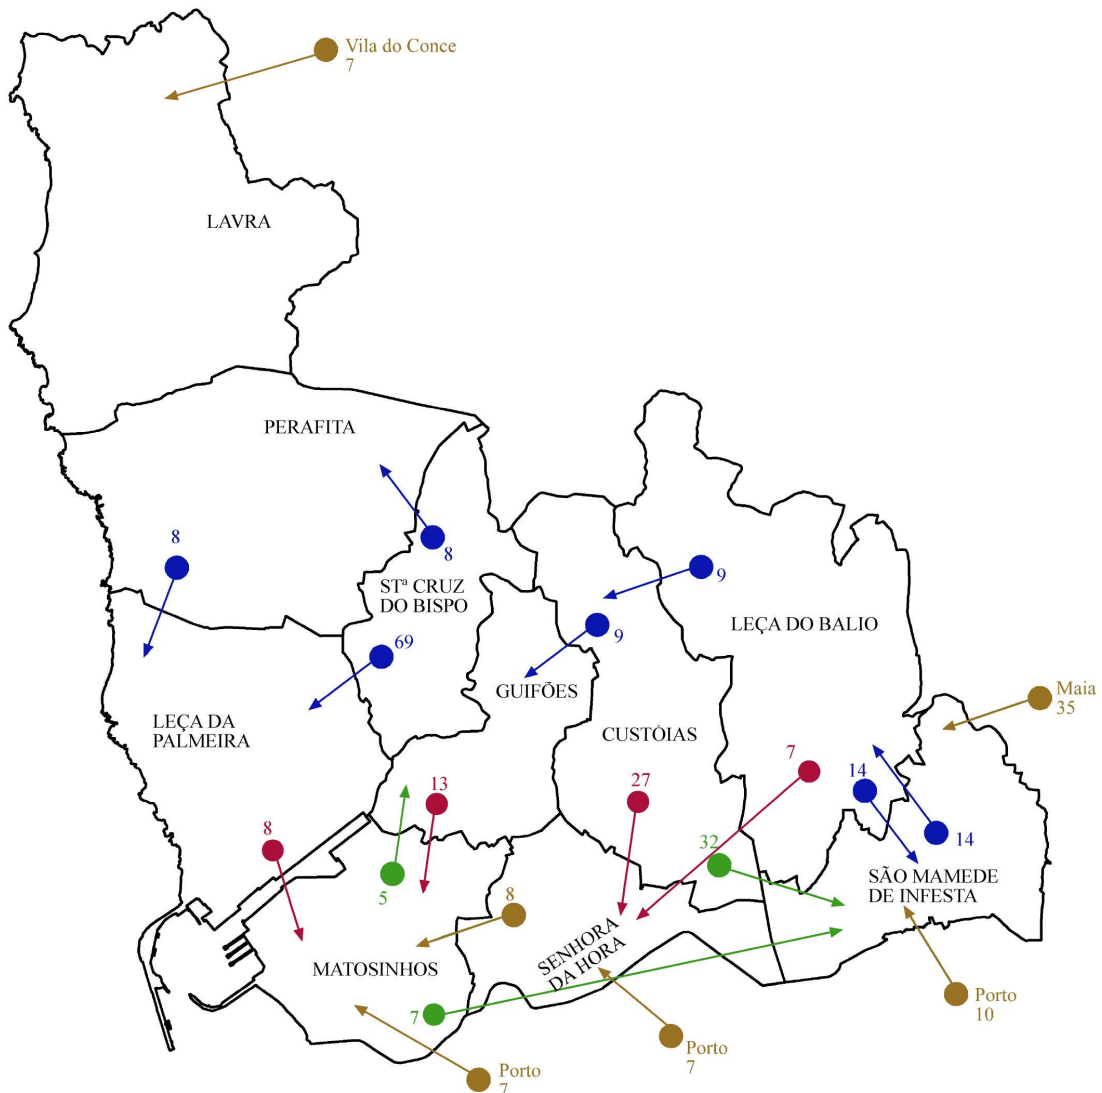 Vila do Conce
7
LAVRA
PERAFITA
8
8
STª CRUZ
DO BISPO
9
9
LEÇA DO BALIO
69
GUIFÕES
Maia
35
LEÇA DA
PALMEIRA
CUSTÓIAS
7
14
13
27
8
32
14
5
SÃO MAMEDE
DE INFESTA
8
SENHORA
DA HORA
MATOSINHOS
7
Porto
10
Porto
7
Porto
7